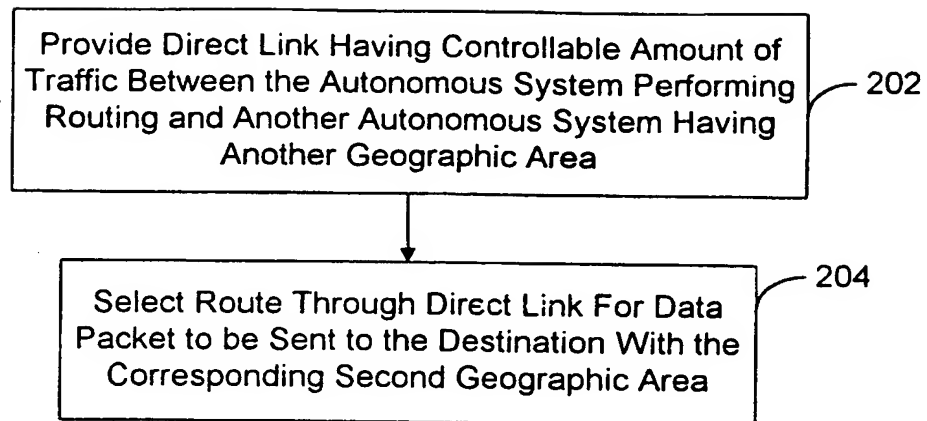 Provide Direct Link Having Controllable Amount of
Traffic Between the Autonomous System Performing
Routing and Another Autonomous System Having
Another Geographic Area
202
Select Route Through Direct Link For Data
Packet to be Sent to the Destination With the
Corresponding Second Geographic Area
204